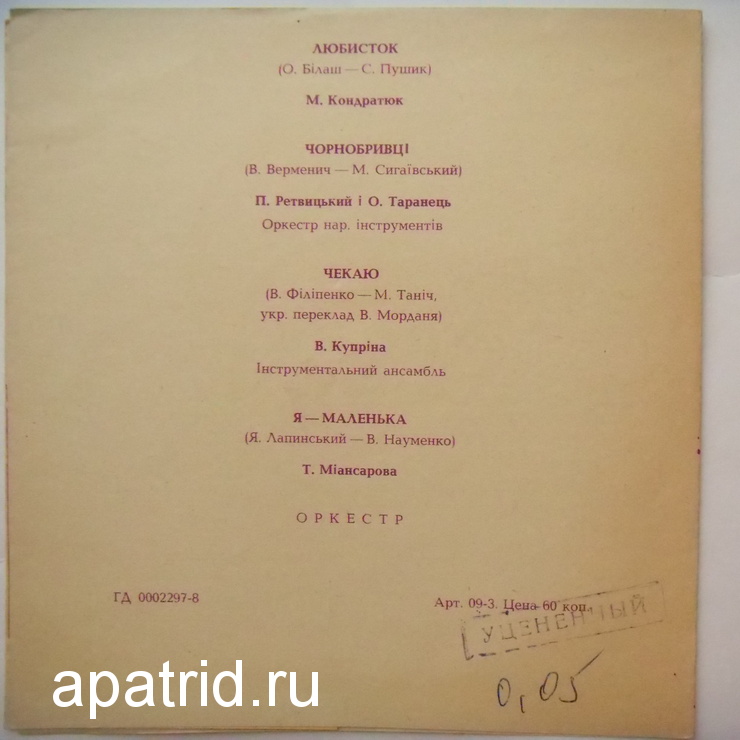 ЛЮБИСТОК
(О. Білаш — С. Пушик)
М. Кондратюк
ЧОРНОБРИВЦІ
(В. Верменич — М. Сигаївський)
П. Ретвицький і О. Таранець
Оркестр нар. інструментів
ЧЕКАЮ
(В. Філіпенко — М. Таніч,
укр. переклад В. Морданя)
В. Купріна
Інструментальний ансамбль
Я — МАЛЕНЬКА
(Я. Лапинський — В. Науменко)
Т. Міансарова
ОРКЕСТР
ГД 0002297-8
Арт. 09-3. Цена 60 коп.
УЦЕНЕННЫЙ
0,05
apatrid.ru